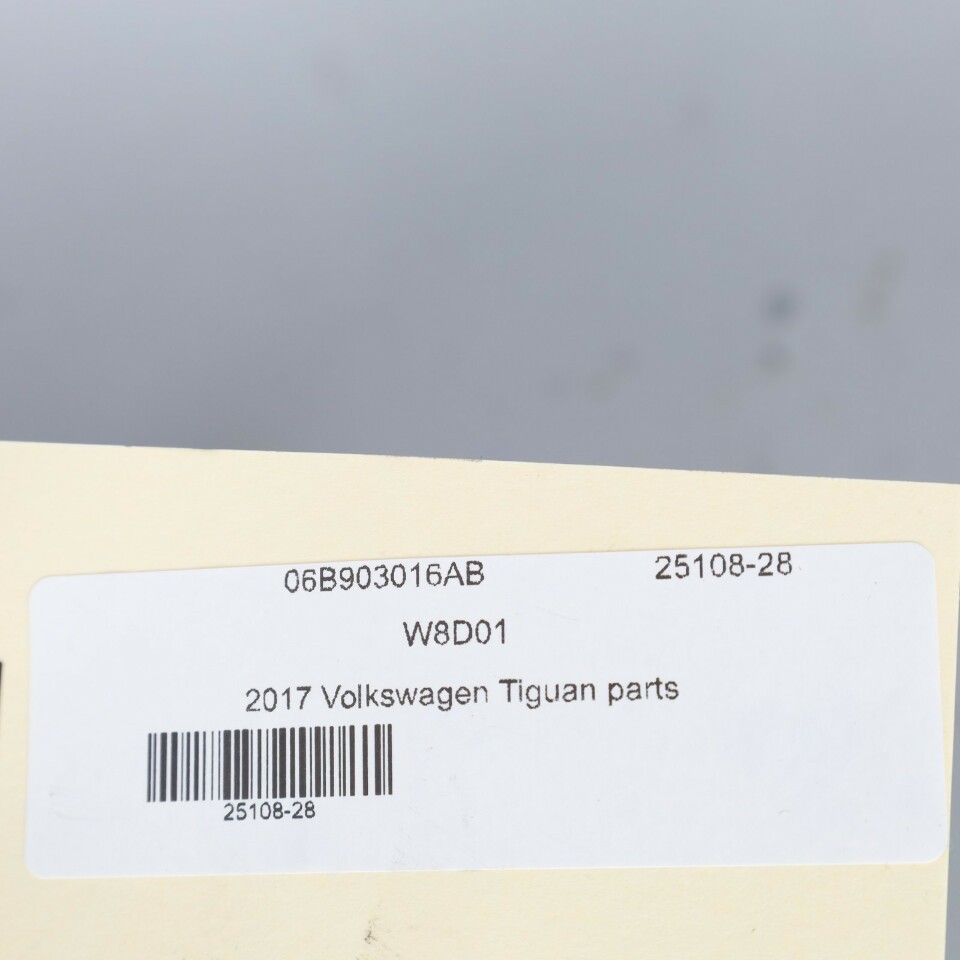 06B903016AB 25108-28
W8D01
2017 Volkswagen Tiguan parts
25108-28